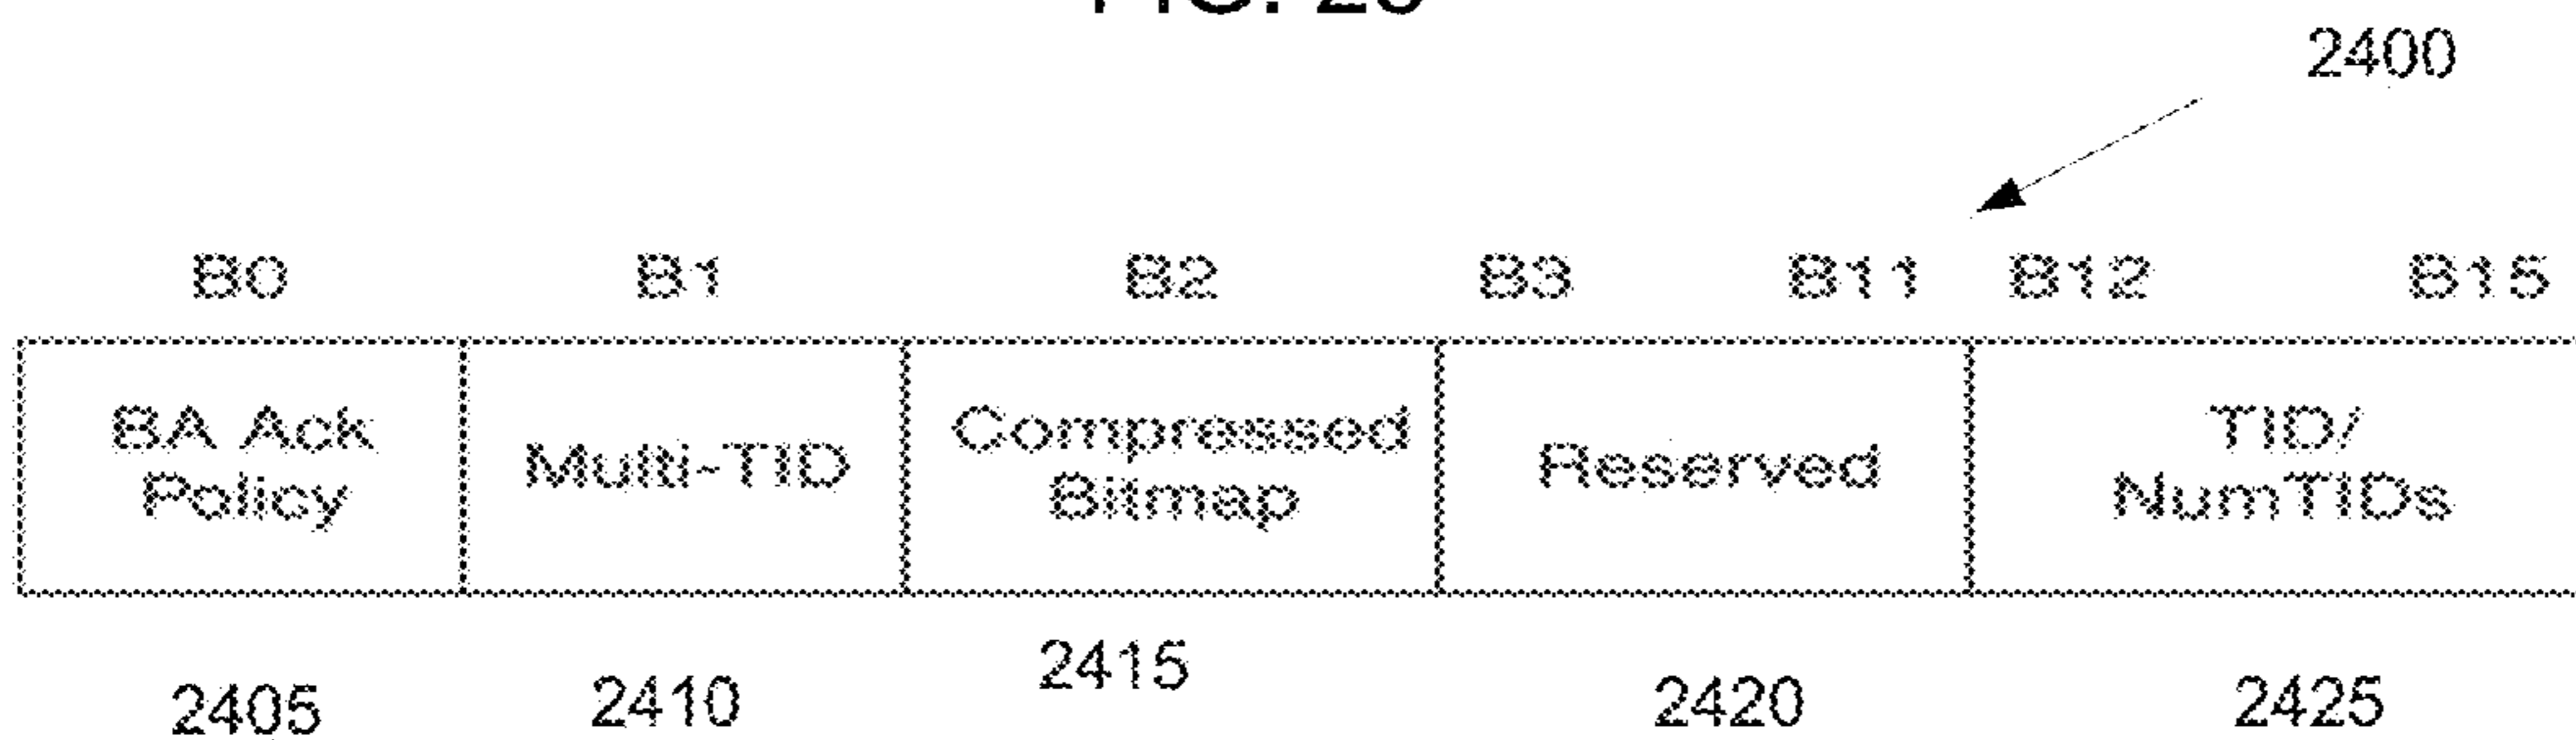 2400
B0 B1 B2 B3 B11 B12 B15
BA Ack
Policy
Multi-TID
Compressed
Bitmap
Reserved
TID/
NumTIDs
2405 2410 2415 2420 2425